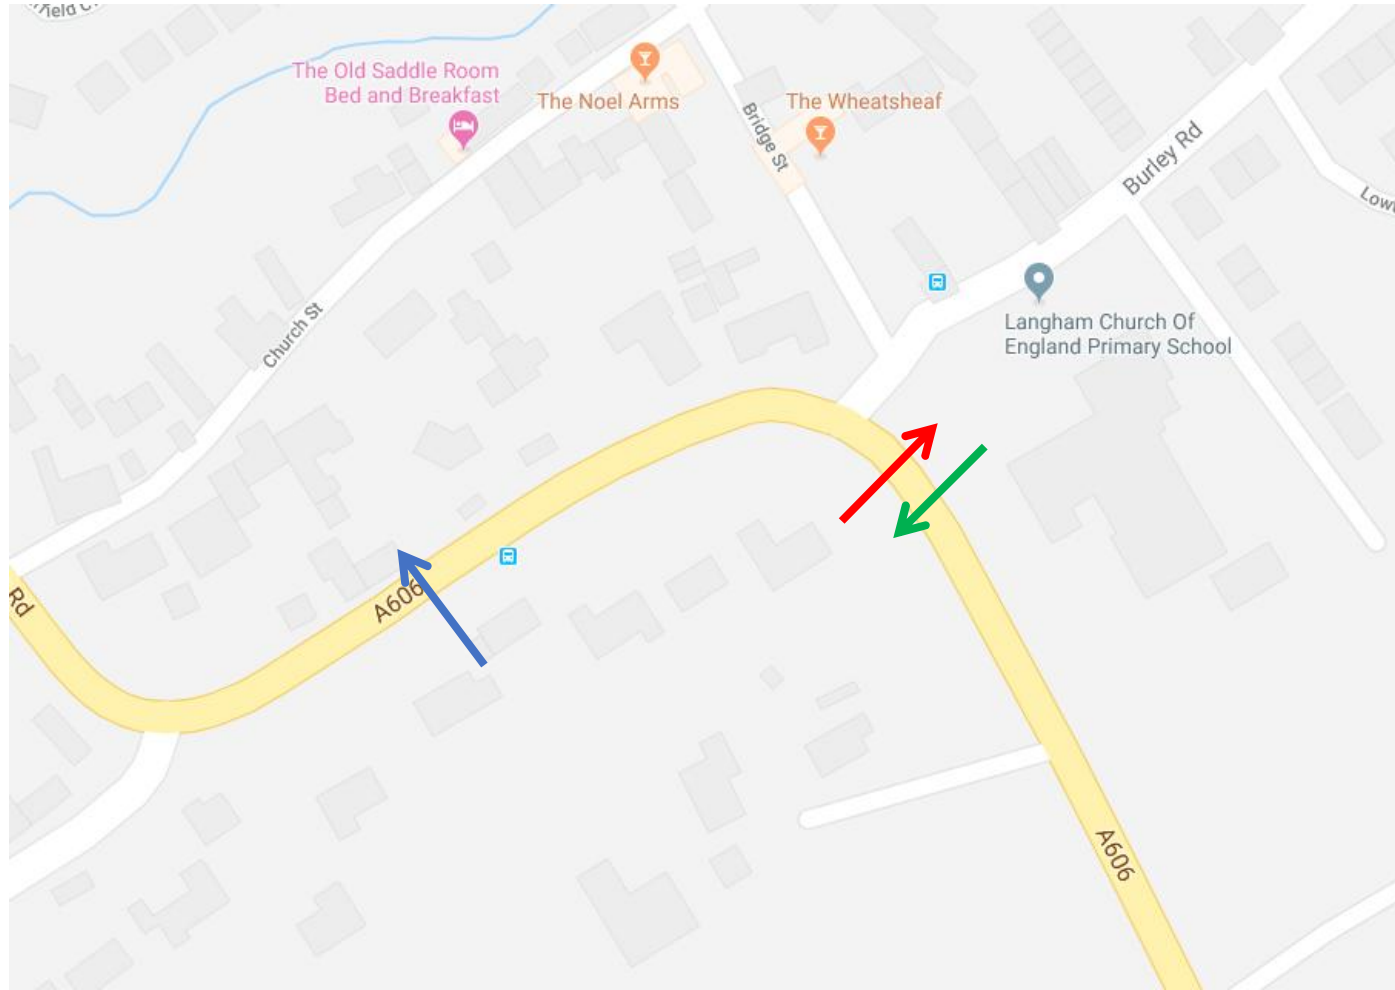 field C
The Old Saddle Room
Bed and Breakfast
The Noel Arms
The Wheatsheaf
Bridge St
Burley Rd
Church St
Langham Church Of
England Primary School
A606
Rd
A606